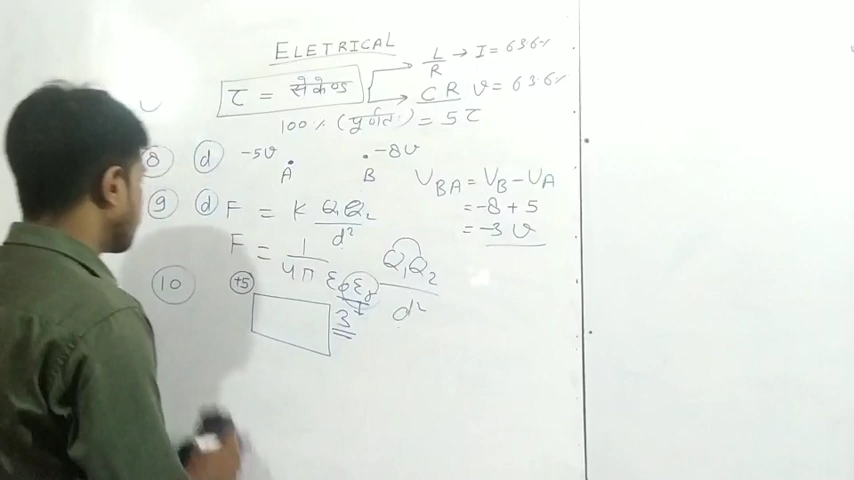 ELETRICAL
τ = सेकेण्ड
L/R → I = 63.6%
CR V = 63.6%
100% (पूर्णतः) = 5τ
8 d -5V . A . B -8V
V_BA = V_B - V_A
= -8 + 5
= -3 V
9 d F = K Q₁Q₂/d²
F = 1/4π ε₀ε_r Q₁Q₂/d²
3
10 +5